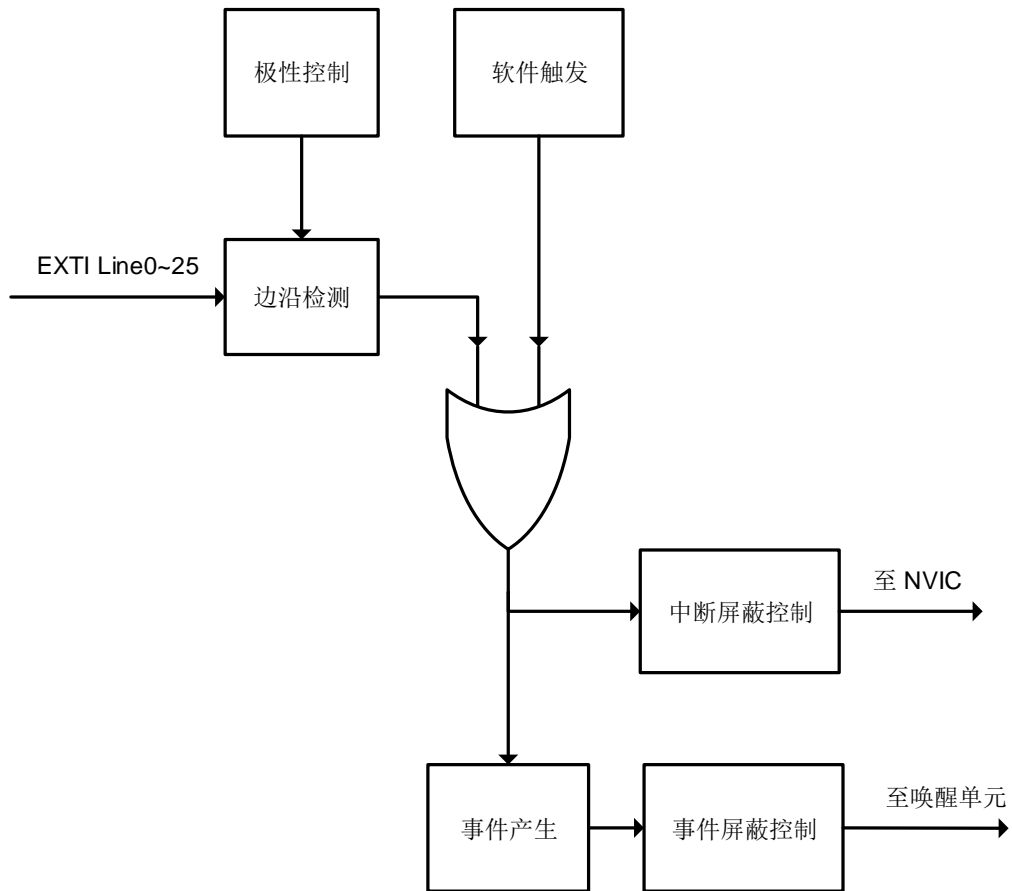 极性控制
软件触发
EXTI Line0~25
边沿检测
至 NVIC
中断屏蔽控制
至唤醒单元
事件产生
事件屏蔽控制